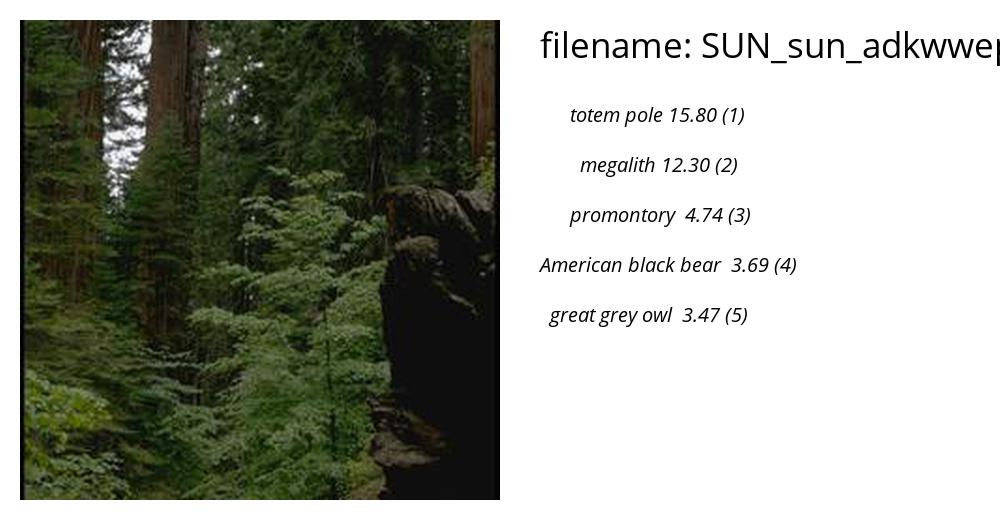 filename: SUN_sun_adkwwep
totem pole 15.80 (1)
megalith 12.30 (2)
promontory 4.74 (3)
American black bear 3.69 (4)
great grey owl 3.47 (5)